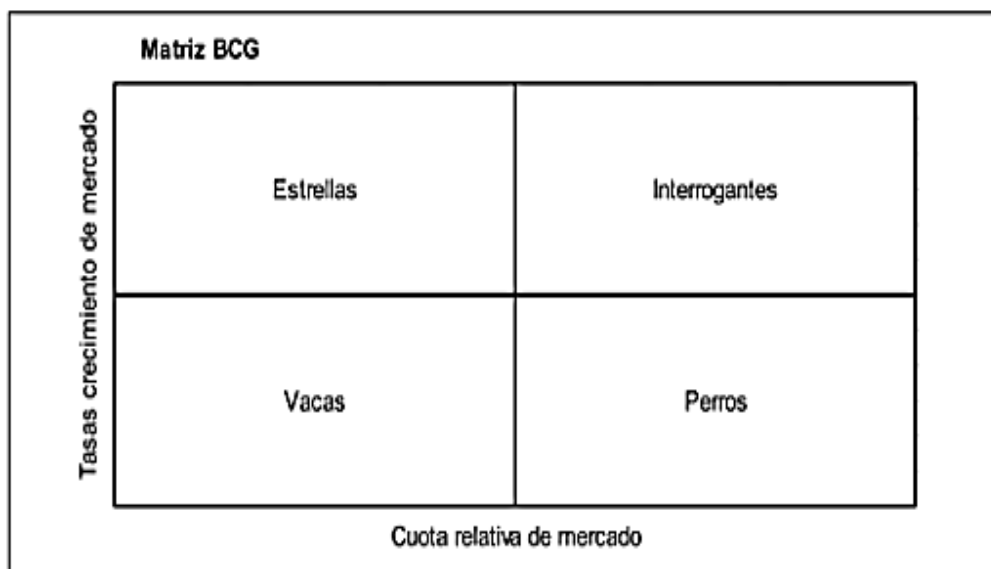 Matriz BCG
Tasas crecimiento de mercado
Estrellas
Interrogantes
Vacas
Perros
Cuota relativa de mercado